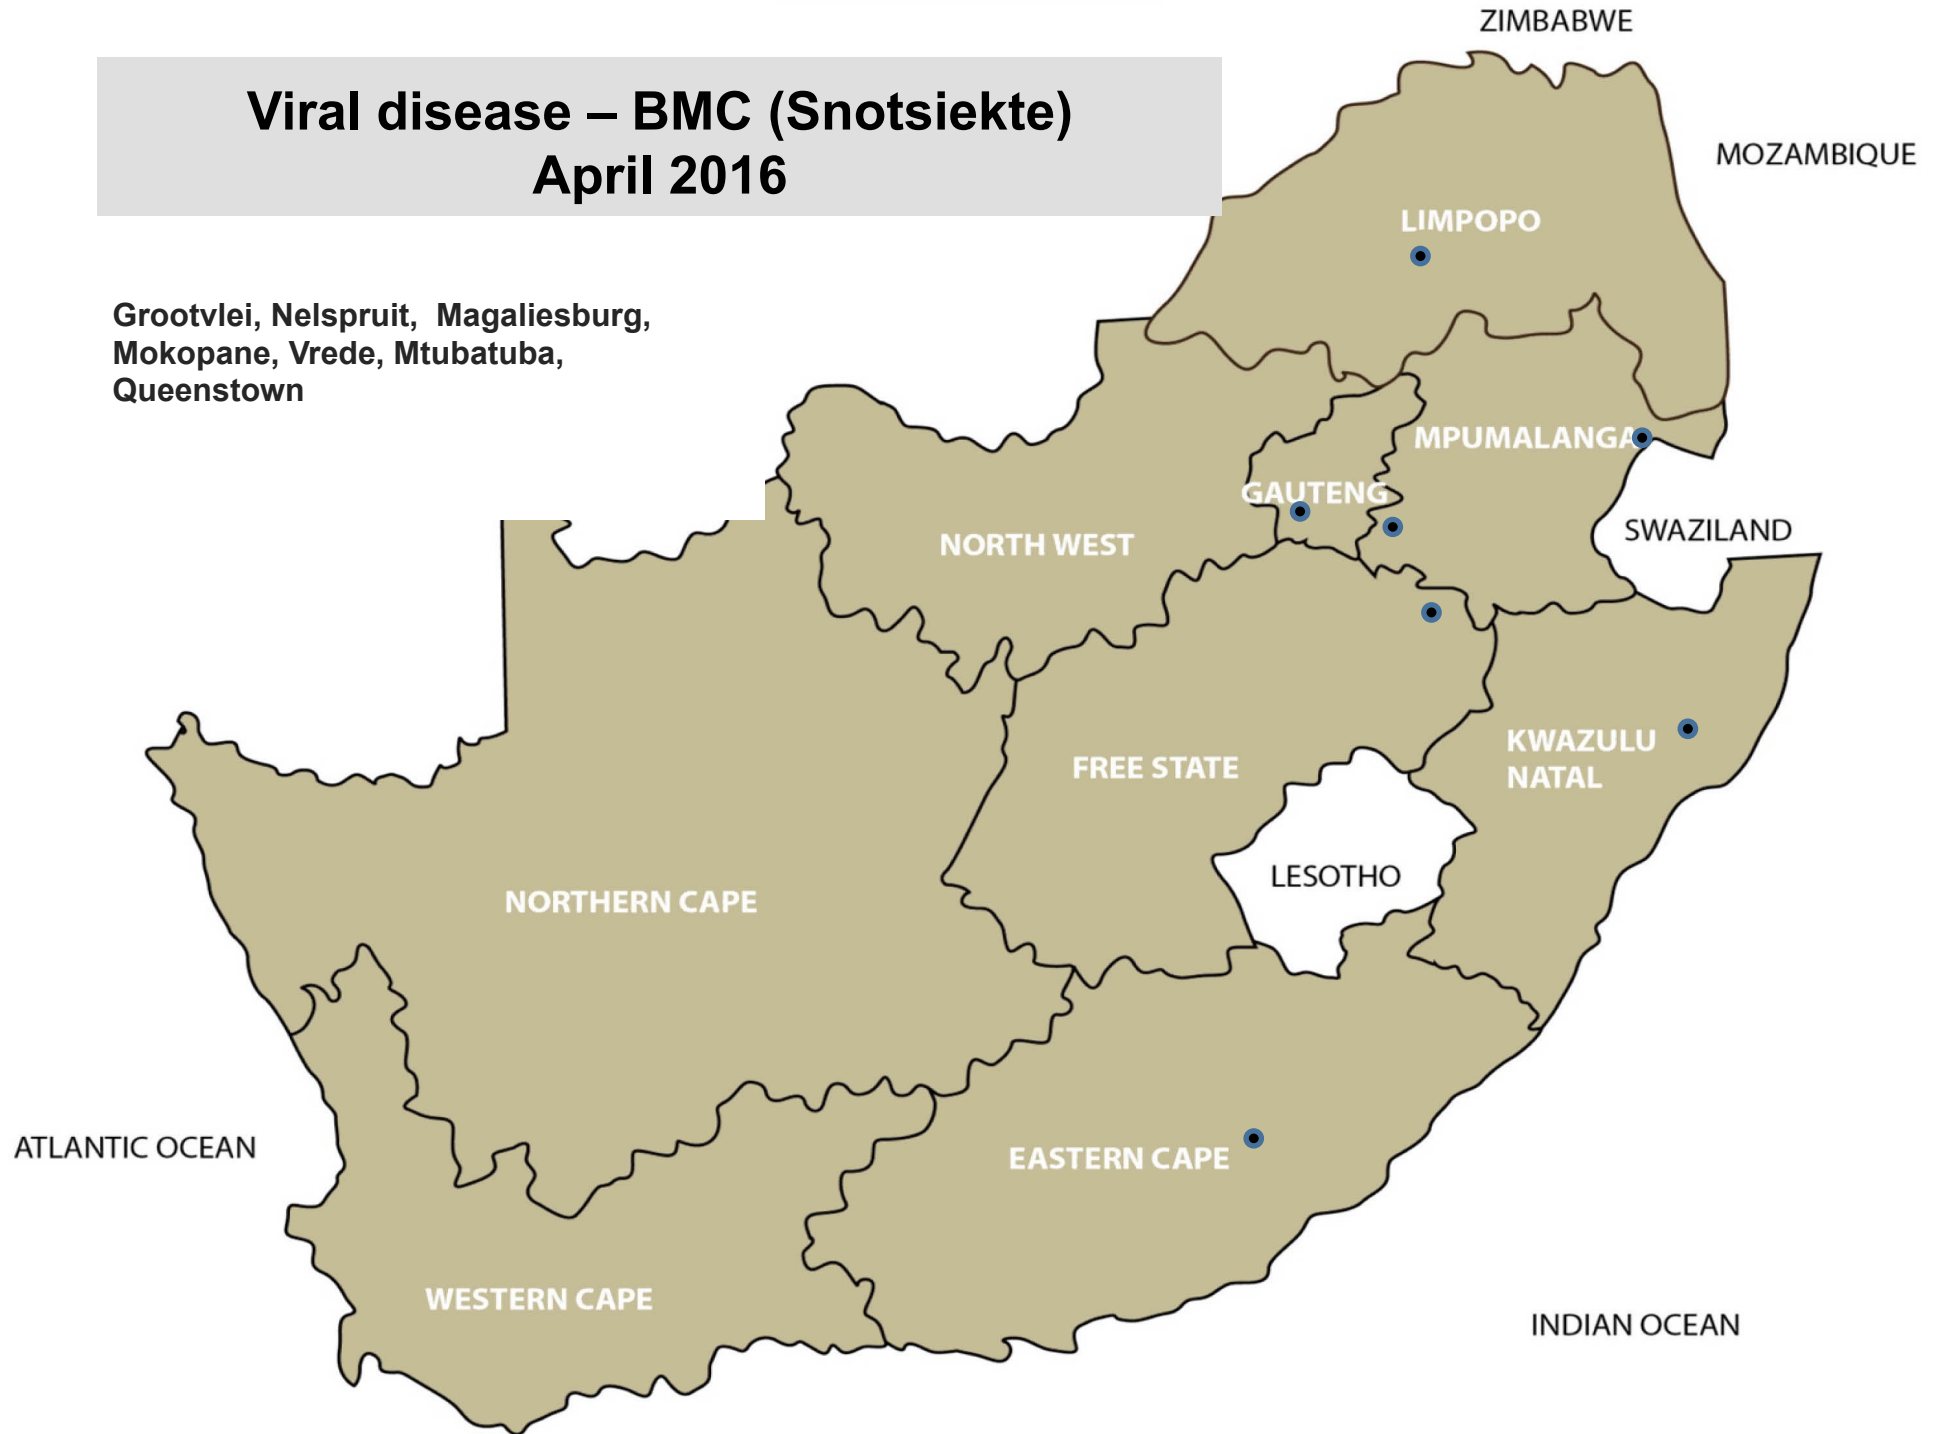 ZIMBABWE
Viral disease – BMC (Snotsiekte)
April 2016
MOZAMBIQUE
LIMPOPO
Grootvlei, Nelspruit, Magaliesburg,
Mokopane, Vrede, Mtubatuba,
Queenstown
MPUMALANGA
GAUTENG
SWAZILAND
NORTH WEST
KWAZULU
NATAL
FREE STATE
LESOTHO
NORTHERN CAPE
ATLANTIC OCEAN
EASTERN CAPE
WESTERN CAPE
INDIAN OCEAN